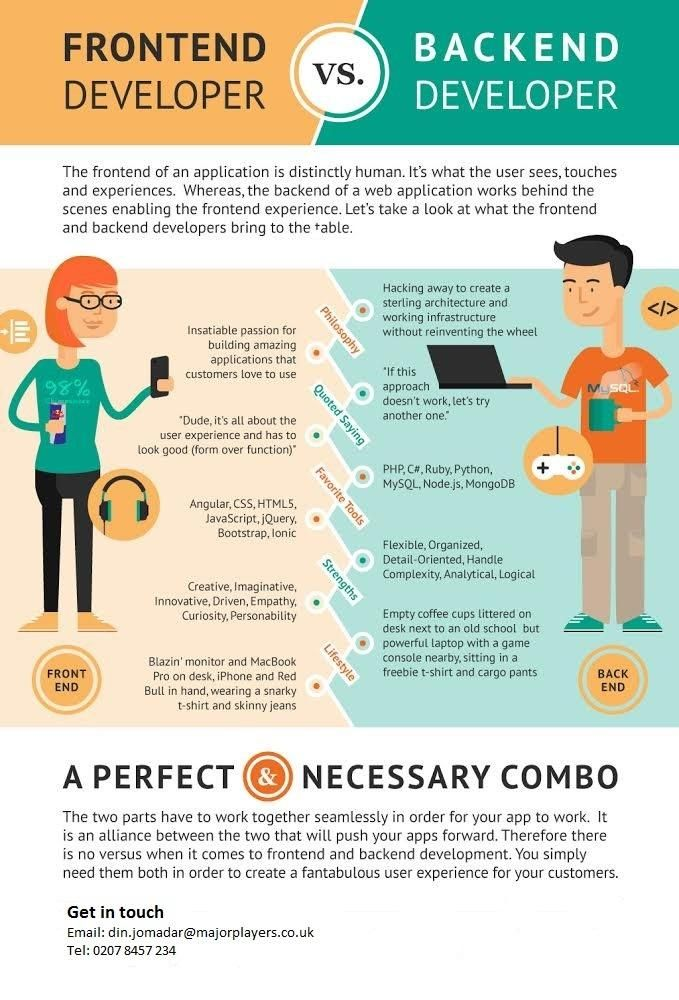 FRONTEND
DEVELOPER
VS.
BACKEND
DEVELOPER
The frontend of an application is distinctly human. It's what the user sees, touches
and experiences. Whereas, the backend of a web application works behind the
scenes enabling the frontend experience. Let's take a look at what the frontend
and backend developers bring to the table.
Philosophy
Insatiable passion for
building amazing
applications that
customers love to use
Hacking away to create a
sterling architecture and
working infrastructure
without reinventing the wheel
</>
98%
MySQL
Quoted Saying
"Dude, it's all about the
user experience and has to
look good (form over function)"
"If this
approach
doesn't work, let's try
another one."
Favorite Tools
Angular, CSS, HTML5,
JavaScript, jQuery,
Bootstrap, Ionic
PHP, C#, Ruby, Python,
MySQL, Node.js, MongoDB
Strengths
Creative, Imaginative,
Innovative, Driven, Empathy,
Curiosity, Personability
Flexible, Organized,
Detail-Oriented, Handle
Complexity, Analytical, Logical
Lifestyle
Blazin' monitor and MacBook
Pro on desk, iPhone and Red
Bull in hand, wearing a snarky
t-shirt and skinny jeans
Empty coffee cups littered on
desk next to an old school but
powerful laptop with a game
console nearby, sitting in a
freebie t-shirt and cargo pants
FRONT
END
BACK
END
A PERFECT & NECESSARY COMBO
The two parts have to work together seamlessly in order for your app to work. It
is an alliance between the two that will push your apps forward. Therefore there
is no versus when it comes to frontend and backend development. You simply
need them both in order to create a fantabulous user experience for your customers.
Get in touch
Email: din.jomadar@majorplayers.co.uk
Tel: 0207 8457 234